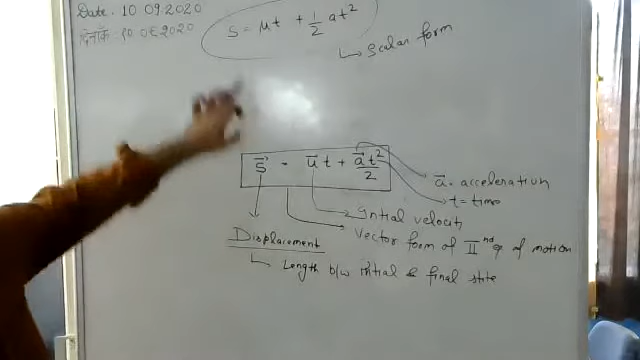 Date. 10 09.2020
दिनांक : 10 09 2020
S = ut + 1/2 at²
↳ Scalar form
s⃗ = u⃗ t + a⃗t²/2
a⃗ = acceleration
t = time
Initial velocity
Vector form of IInd eq of motion
Displacement
↳ Length b/w initial & final state